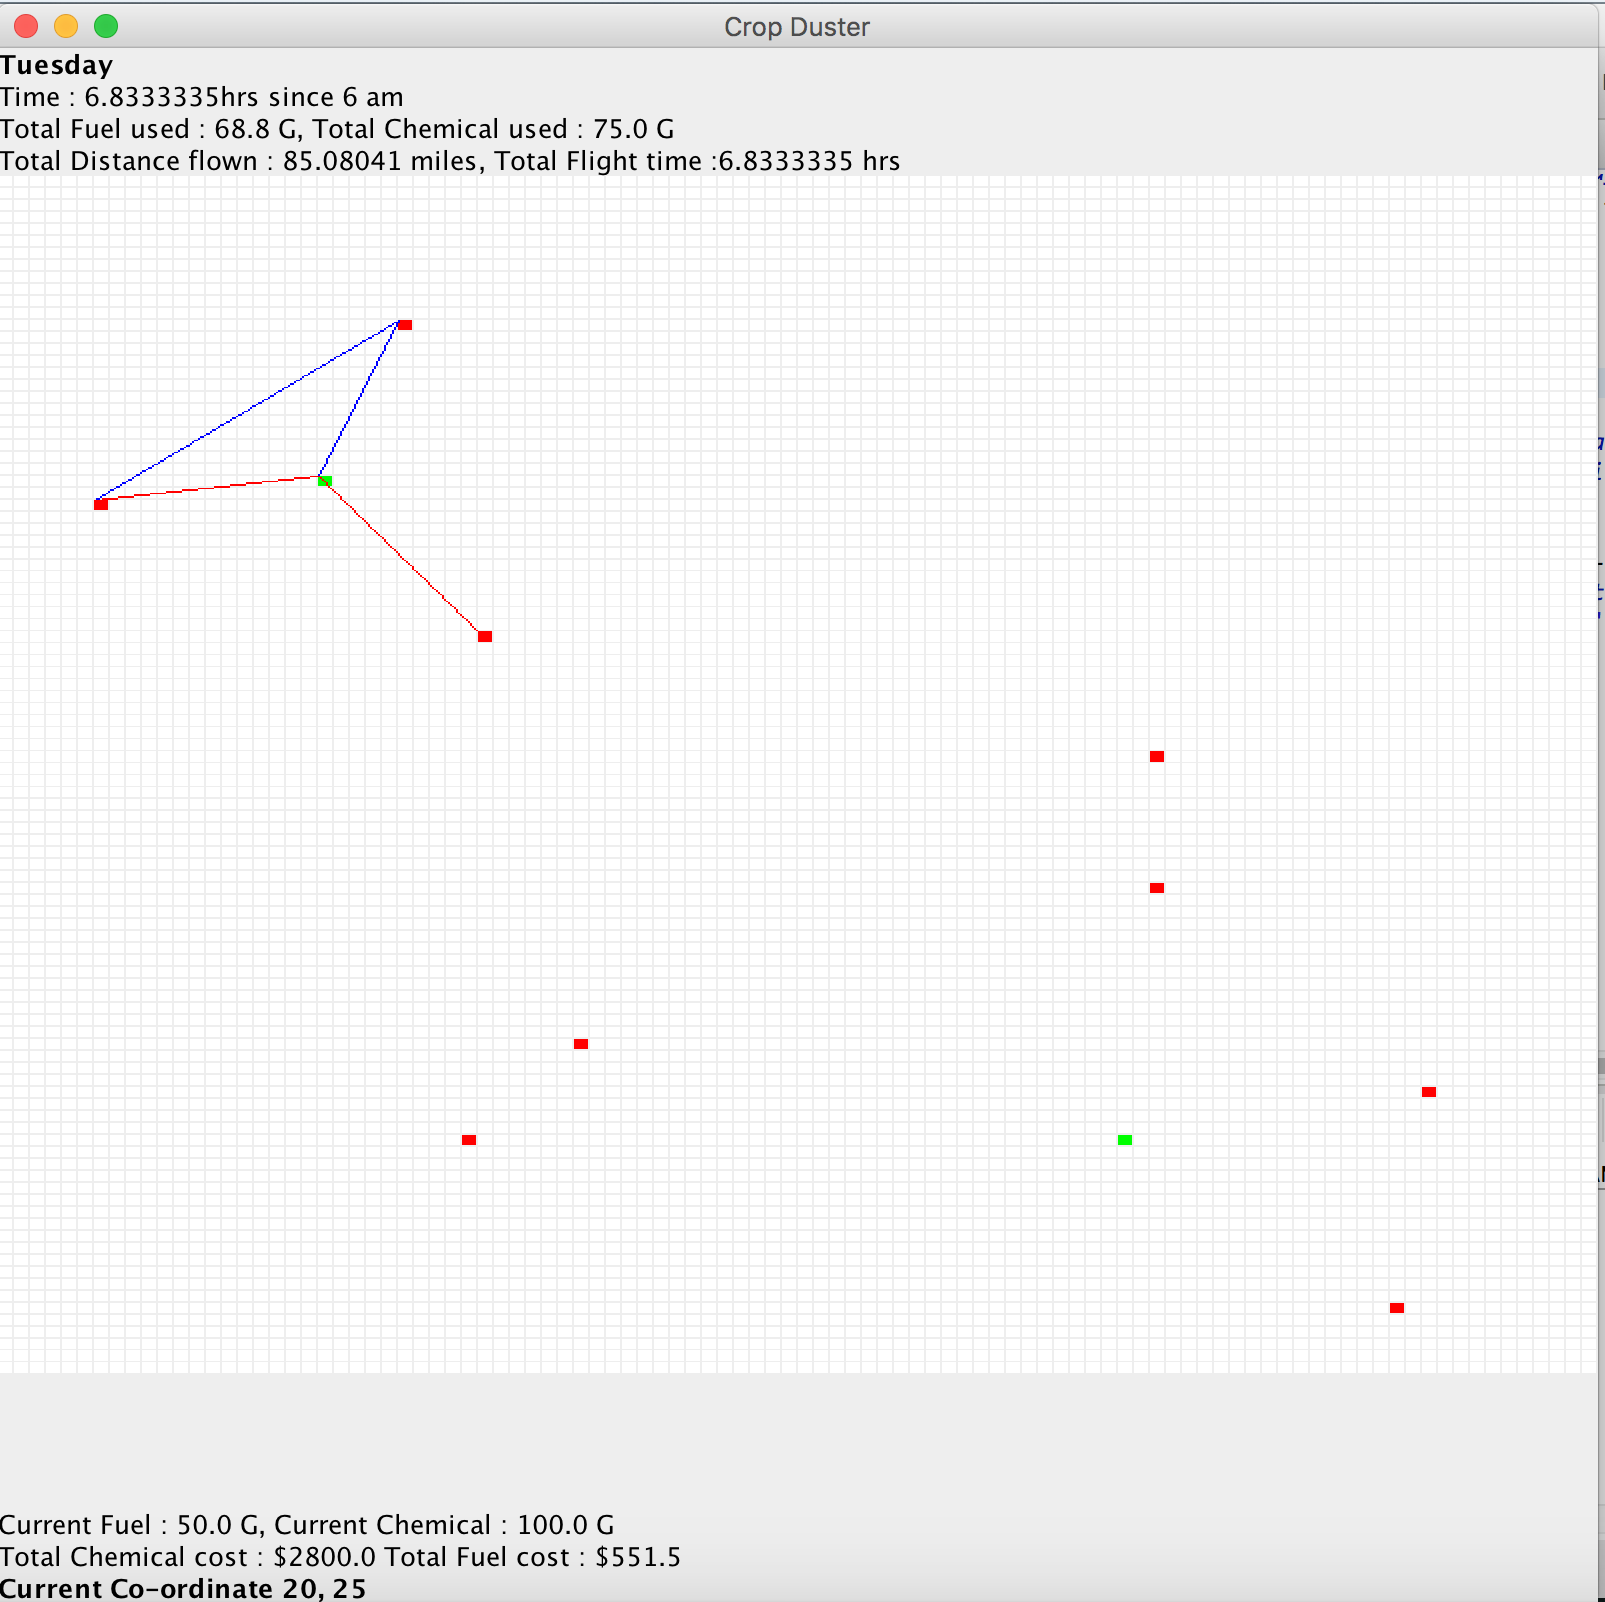 Crop Duster
Tuesday
Time : 6.8333335hrs since 6 am
Total Fuel used : 68.8 G, Total Chemical used : 75.0 G
Total Distance flown : 85.08041 miles, Total Flight time :6.8333335 hrs
Current Fuel : 50.0 G, Current Chemical : 100.0 G
Total Chemical cost : $2800.0 Total Fuel cost : $551.5
Current Co-ordinate 20, 25